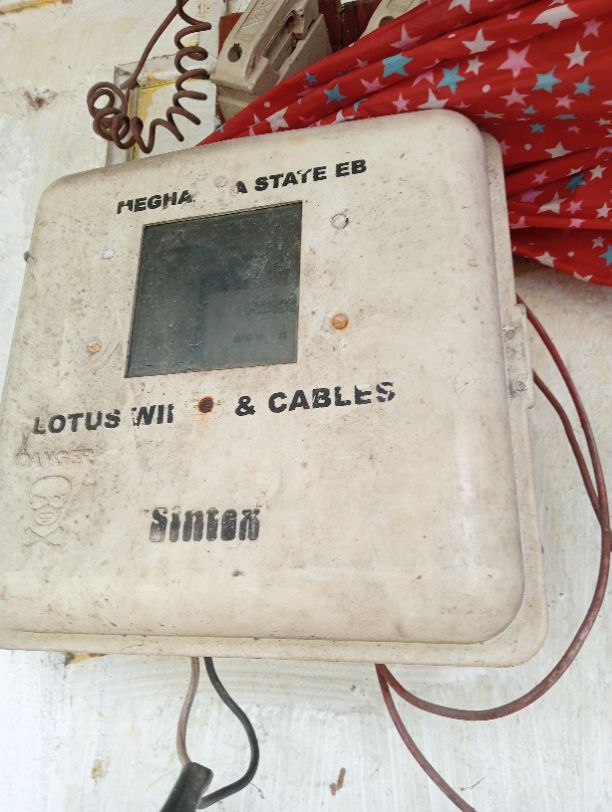 MEGHA A STATE EB
LOTUS WI & CABLES
DANGER
Sintex